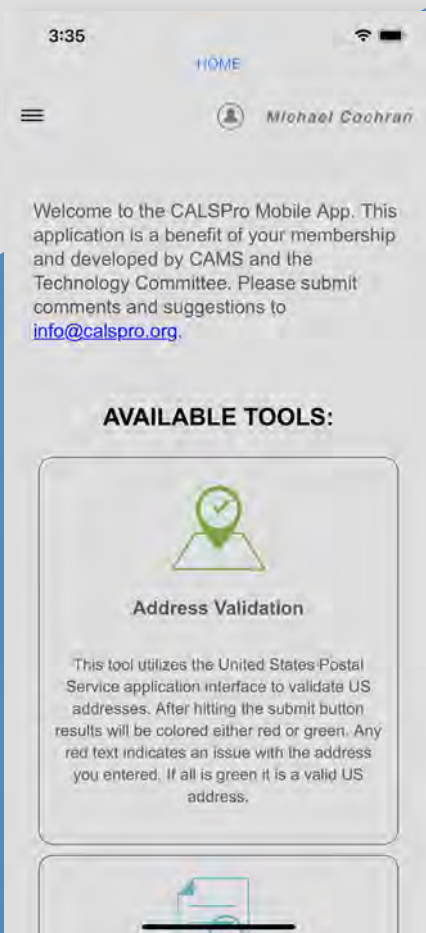 3:35
HOME
Michael Cochran
Welcome to the CALSPro Mobile App. This
application is a benefit of your membership
and developed by CAMS and the
Technology Committee. Please submit
comments and suggestions to
info@calspro.org.
AVAILABLE TOOLS:
Address Validation
This tool utilizes the United States Postal
Service application interface to validate US
addresses. After hitting the submit button
results will be colored either red or green. Any
red text indicates an issue with the address
you entered. If all is green it is a valid US
address.